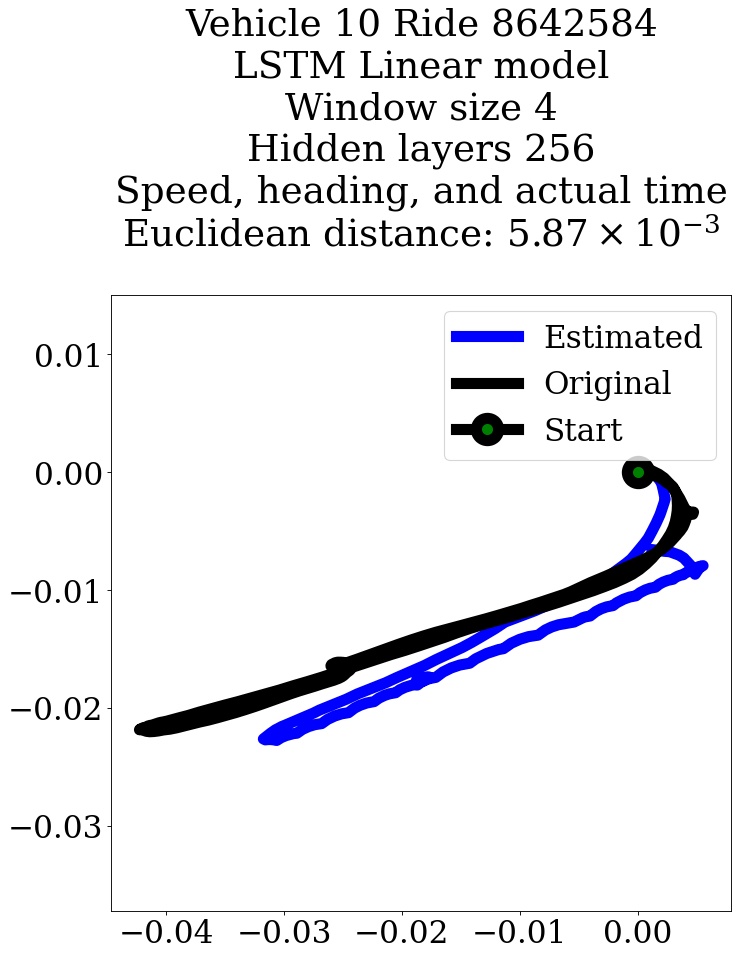 Vehicle 10 Ride 8642584
LSTM Linear model
Window size 4
Hidden layers 256
Speed, heading, and actual time
Euclidean distance: 5.87 × 10⁻³
Estimated
Original
Start
0.01
0.00
−0.01
−0.02
−0.03
−0.04 −0.03 −0.02 −0.01 0.00